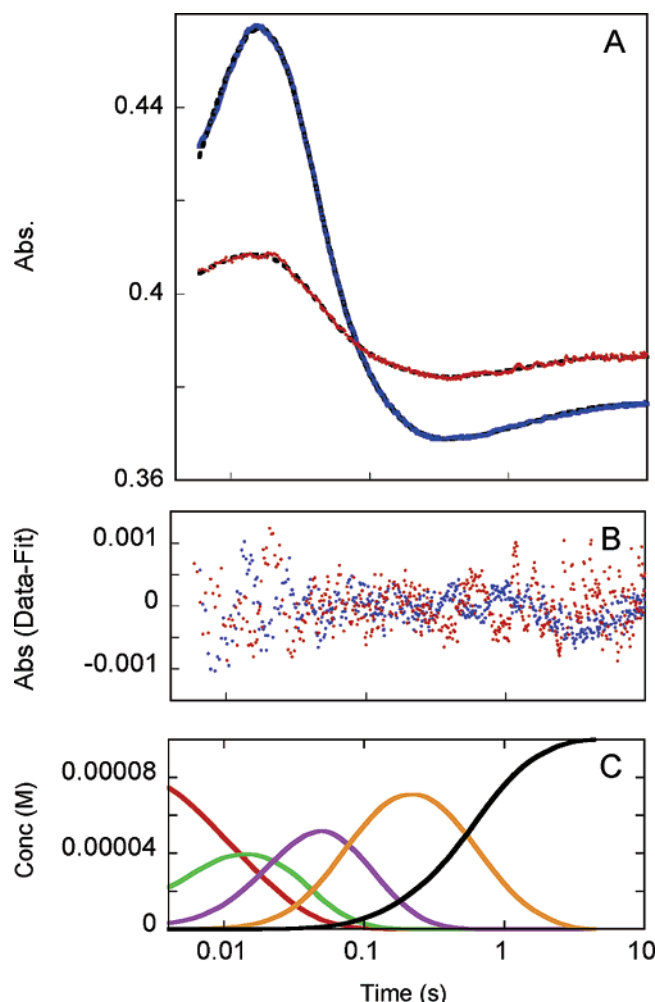 A
0.44
Abs.
0.4
0.36
B
0.001
Abs (Data-Fit)
0
-0.001
C
0.00008
Conc (M)
0.00004
0
0.01 0.1 1 10
Time (s)